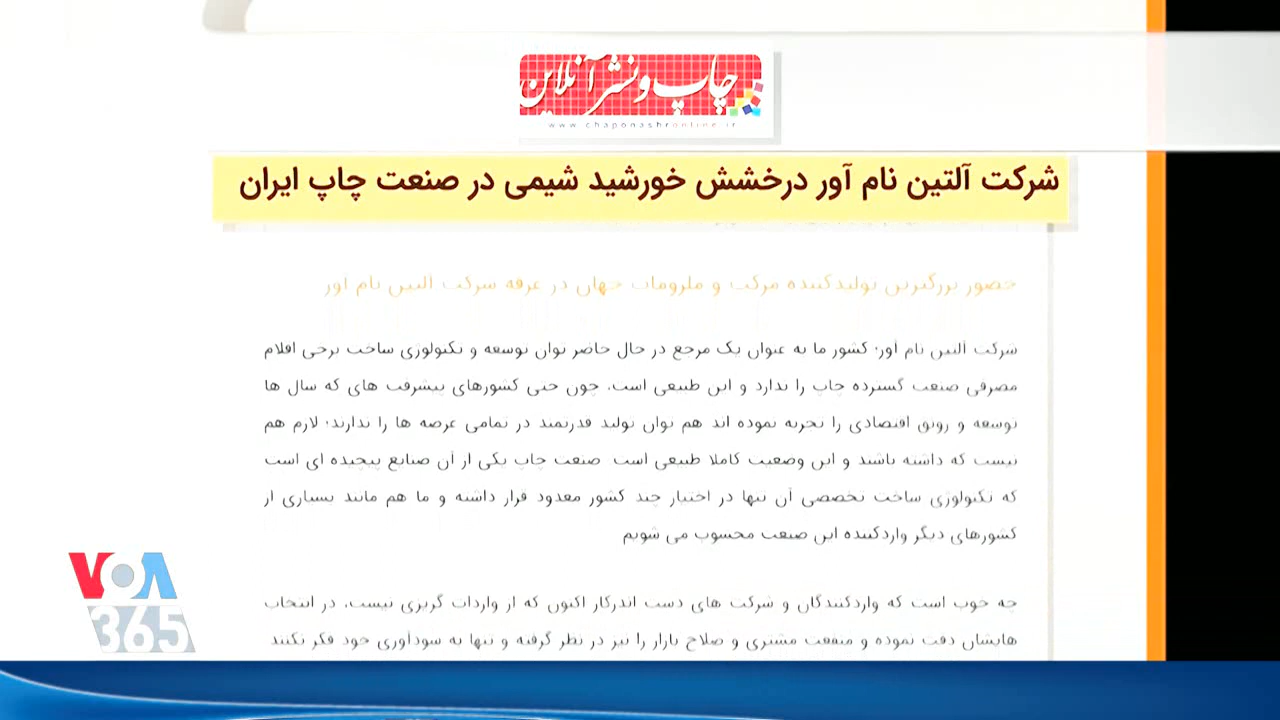 چاپ و نشر آنلاین
www.chaponashronline.ir
شرکت آلتین نام آور درخشش خورشید شیمی در صنعت چاپ ایران
حضور بزرگترین تولیدکننده مرکب و ملزومات جهان در غرفه شرکت آلتین نام آور
شرکت آلتین نام آور: کشور ما به عنوان یک مرجع در حال حاضر توان توسعه و تکنولوژی ساخت برخی اقلام
مصرفی صنعت گسترده چاپ را ندارد و این طبیعی است. چون حتی کشورهای پیشرفت های که سال ها
توسعه و رونق اقتصادی را تجربه نموده اند هم توان تولید قدرتمند در تمامی عرصه ها را ندارند؛ لازم هم
نیست که داشته باشند و این وضعیت کاملا طبیعی است صنعت چاپ یکی از آن صنایع پیچیده ای است
که تکنولوژی ساخت تخصصی آن تنها در اختیار چند کشور معدود قرار داشته و ما هم مانند بسیاری از
کشورهای دیگر واردکننده این صنعت محسوب می شویم
چه خوب است که واردکنندگان و شرکت های دست اندرکار اکنون که از واردات گریزی نیست، در انتخاب
هایشان دقت نموده و منفعت مشتری و صلاح بازار را نیز در نظر گرفته و تنها به سودآوری خود فکر نکنند
VOA
365